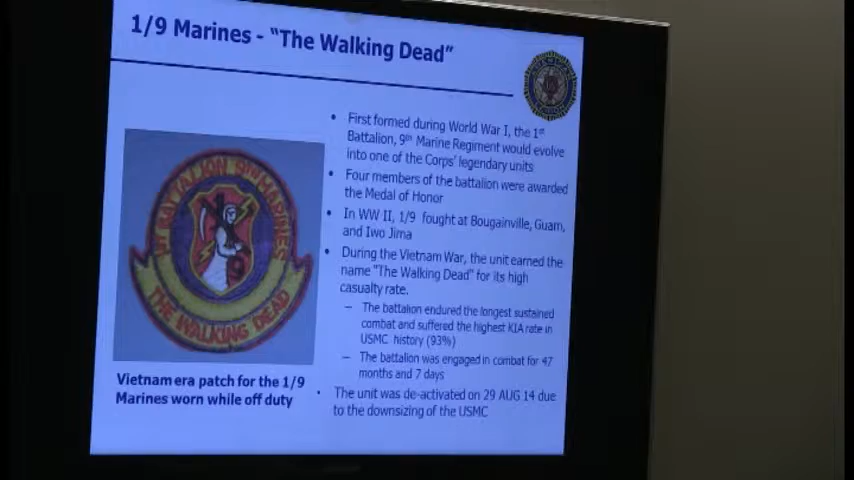 1/9 Marines - "The Walking Dead"
• First formed during World War I, the 1st
Battalion, 9th Marine Regiment would evolve
into one of the Corps' legendary units
• Four members of the battalion were awarded
the Medal of Honor
• In WW II, 1/9 fought at Bougainville, Guam,
and Iwo Jima
• During the Vietnam War, the unit earned the
name "The Walking Dead" for its high
casualty rate.
– The battalion endured the longest sustained
combat and suffered the highest KIA rate in
USMC history (93%)
– The battalion was engaged in combat for 47
months and 7 days
• The unit was de-activated on 29 AUG 14 due
to the downsizing of the USMC
1ST BATTALION 9TH MARINES
THE WALKING DEAD
Vietnam era patch for the 1/9
Marines worn while off duty